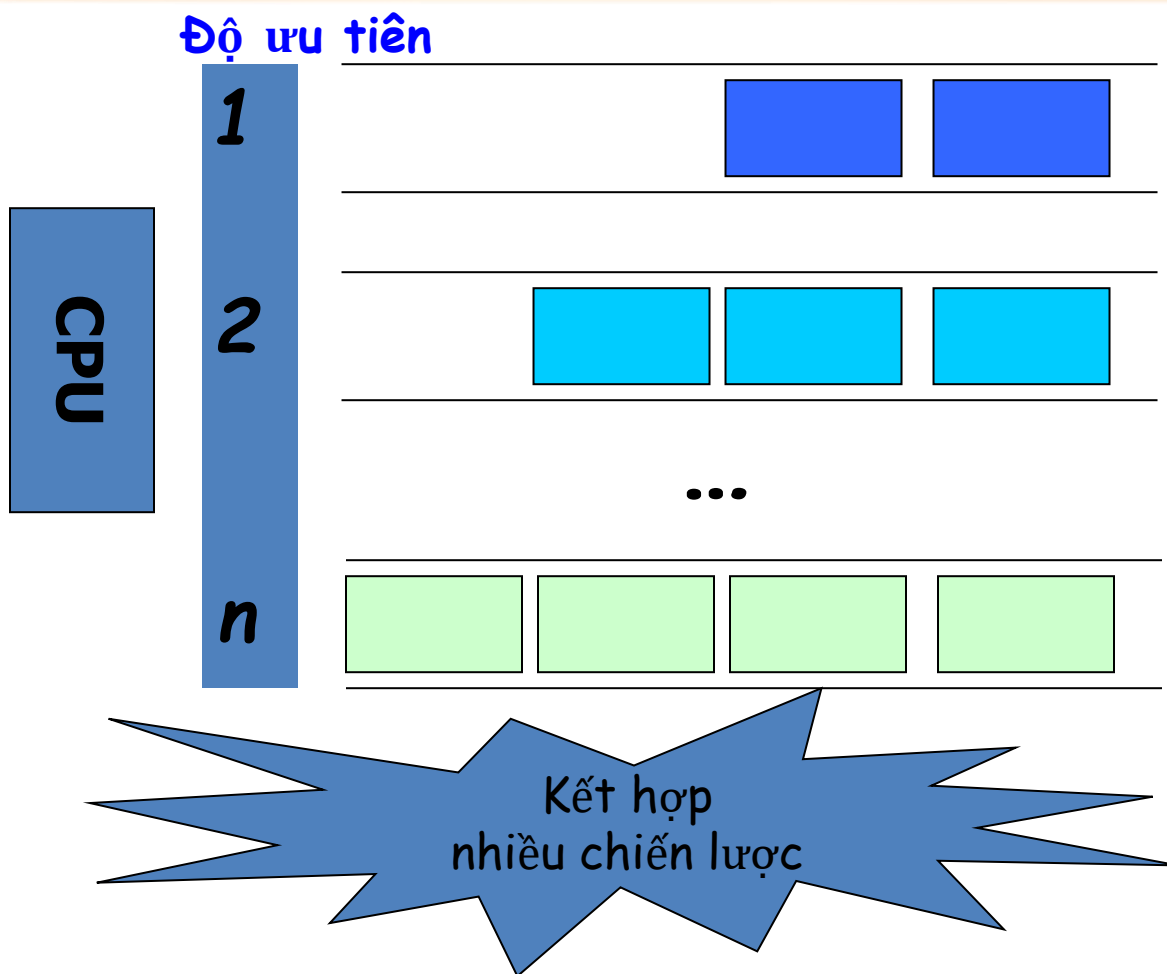 Độ ưu tiên
1
CPU
2
...
n
Kết hợp
nhiều chiến lược